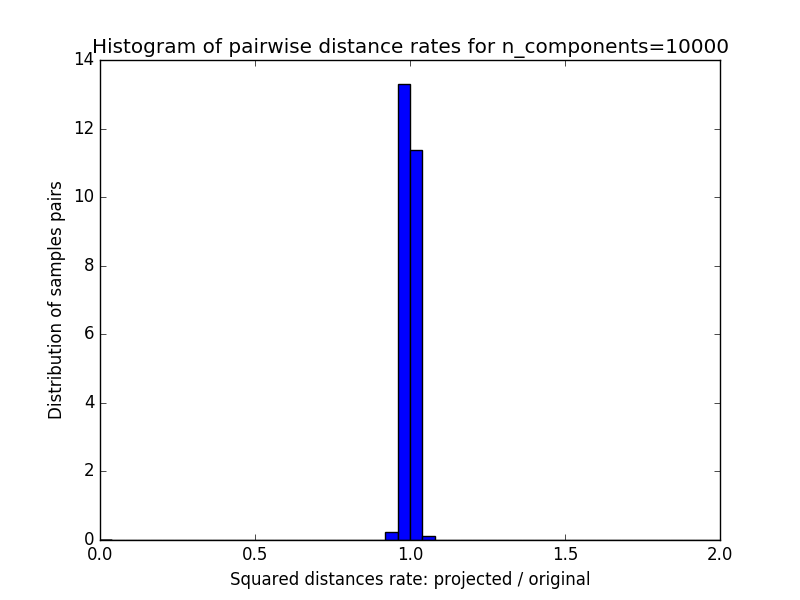 Histogram of pairwise distance rates for n_components=10000
14
12
10
8
6
4
2
0
Distribution of samples pairs
0.0 0.5 1.0 1.5 2.0
Squared distances rate: projected / original